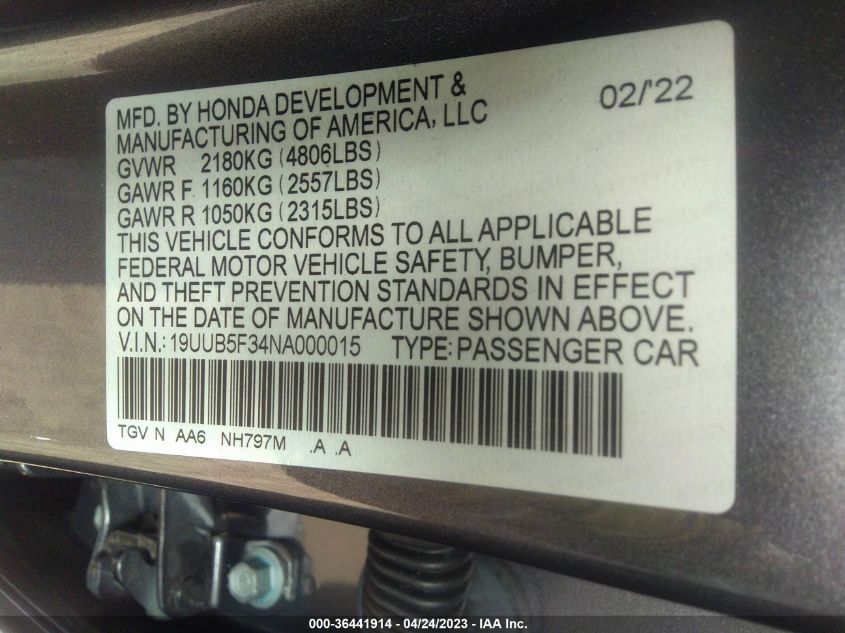 MFD. BY HONDA DEVELOPMENT & 02/'22
MANUFACTURING OF AMERICA, LLC
GVWR 2180KG (4806LBS)
GAWR F 1160KG (2557LBS)
GAWR R 1050KG (2315LBS)
THIS VEHICLE CONFORMS TO ALL APPLICABLE
FEDERAL MOTOR VEHICLE SAFETY, BUMPER,
AND THEFT PREVENTION STANDARDS IN EFFECT
ON THE DATE OF MANUFACTURE SHOWN ABOVE.
V.I.N.: 19UUB5F34NA000015 TYPE: PASSENGER CAR
TGV N AA6 NH797M .A .A
000-36441914 - 04/24/2023 - IAA Inc.